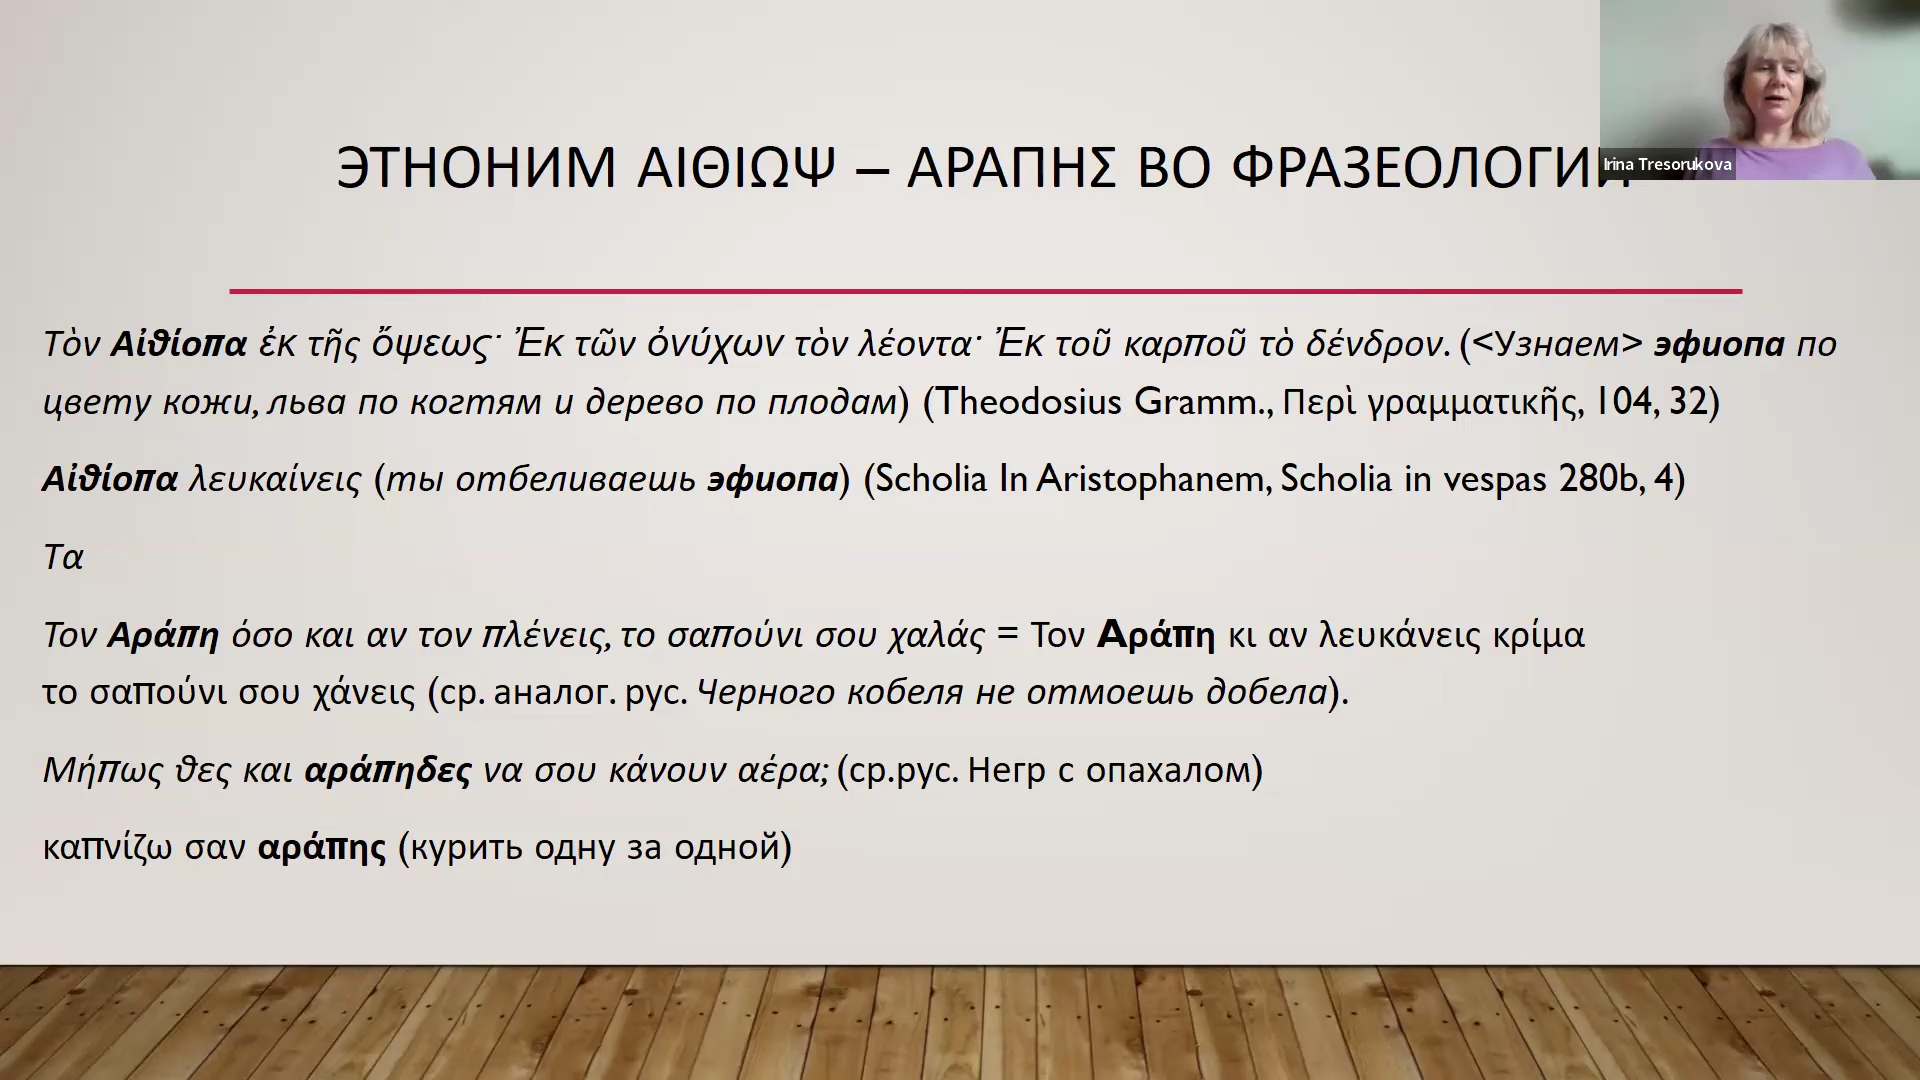 ЭТНОНИМ ΑΙΘΙΩΨ – ΑΡΑΠΗΣ ВО ФРАЗЕОЛОГИИ
Irina Tresorukova
Τὸν Αἰθίοπα ἐκ τῆς ὄψεως· Ἐκ τῶν ὀνύχων τὸν λέοντα· Ἐκ τοῦ καρποῦ τὸ δένδρον. (<Узнаем> эфиопа по
цвету кожи, льва по когтям и дерево по плодам) (Theodosius Gramm., Περὶ γραμματικῆς, 104, 32)
Αἰθίοπα λευκαίνεις (ты отбеливаешь эфиопа) (Scholia In Aristophanem, Scholia in vespas 280b, 4)
Τα
Τον Αράπη όσο και αν τον πλένεις, το σαπούνι σου χαλάς = Τον Αράπη κι αν λευκάνεις κρίμα
το σαπούνι σου χάνεις (ср. аналог. рус. Черного кобеля не отмоешь добела).
Μήπως θες και αράπηδες να σου κάνουν αέρα; (ср.рус. Негр с опахалом)
καπνίζω σαν αράπης (курить одну за одной)